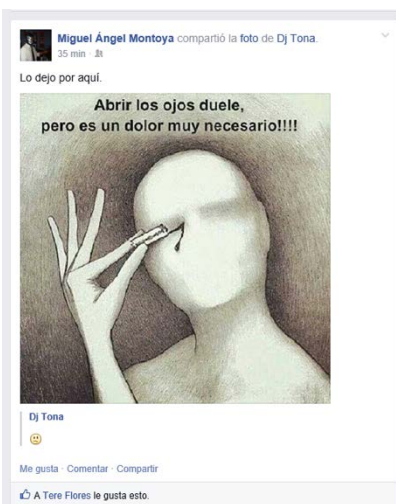 Miguel Ángel Montoya compartió la foto de Dj Tona.
35 min ·
Lo dejo por aquí.
Abrir los ojos duele,
pero es un dolor muy necesario!!!!
Dj Tona
Me gusta · Comentar · Compartir
A Tere Flores le gusta esto.